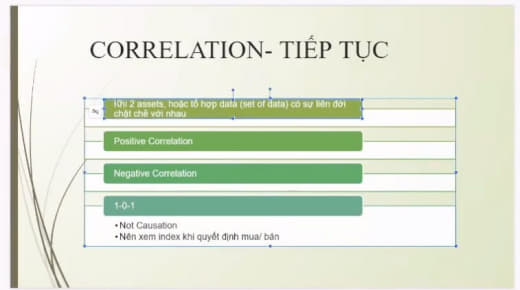 CORRELATION- TIẾP TỤC
Khi 2 assets, hoặc tổ hợp data (set of data) có sự liên đới
chặt chẽ với nhau
Positive Correlation
Negative Correlation
1-0-1
• Not Causation
• Nên xem index khi quyết định mua/ bán